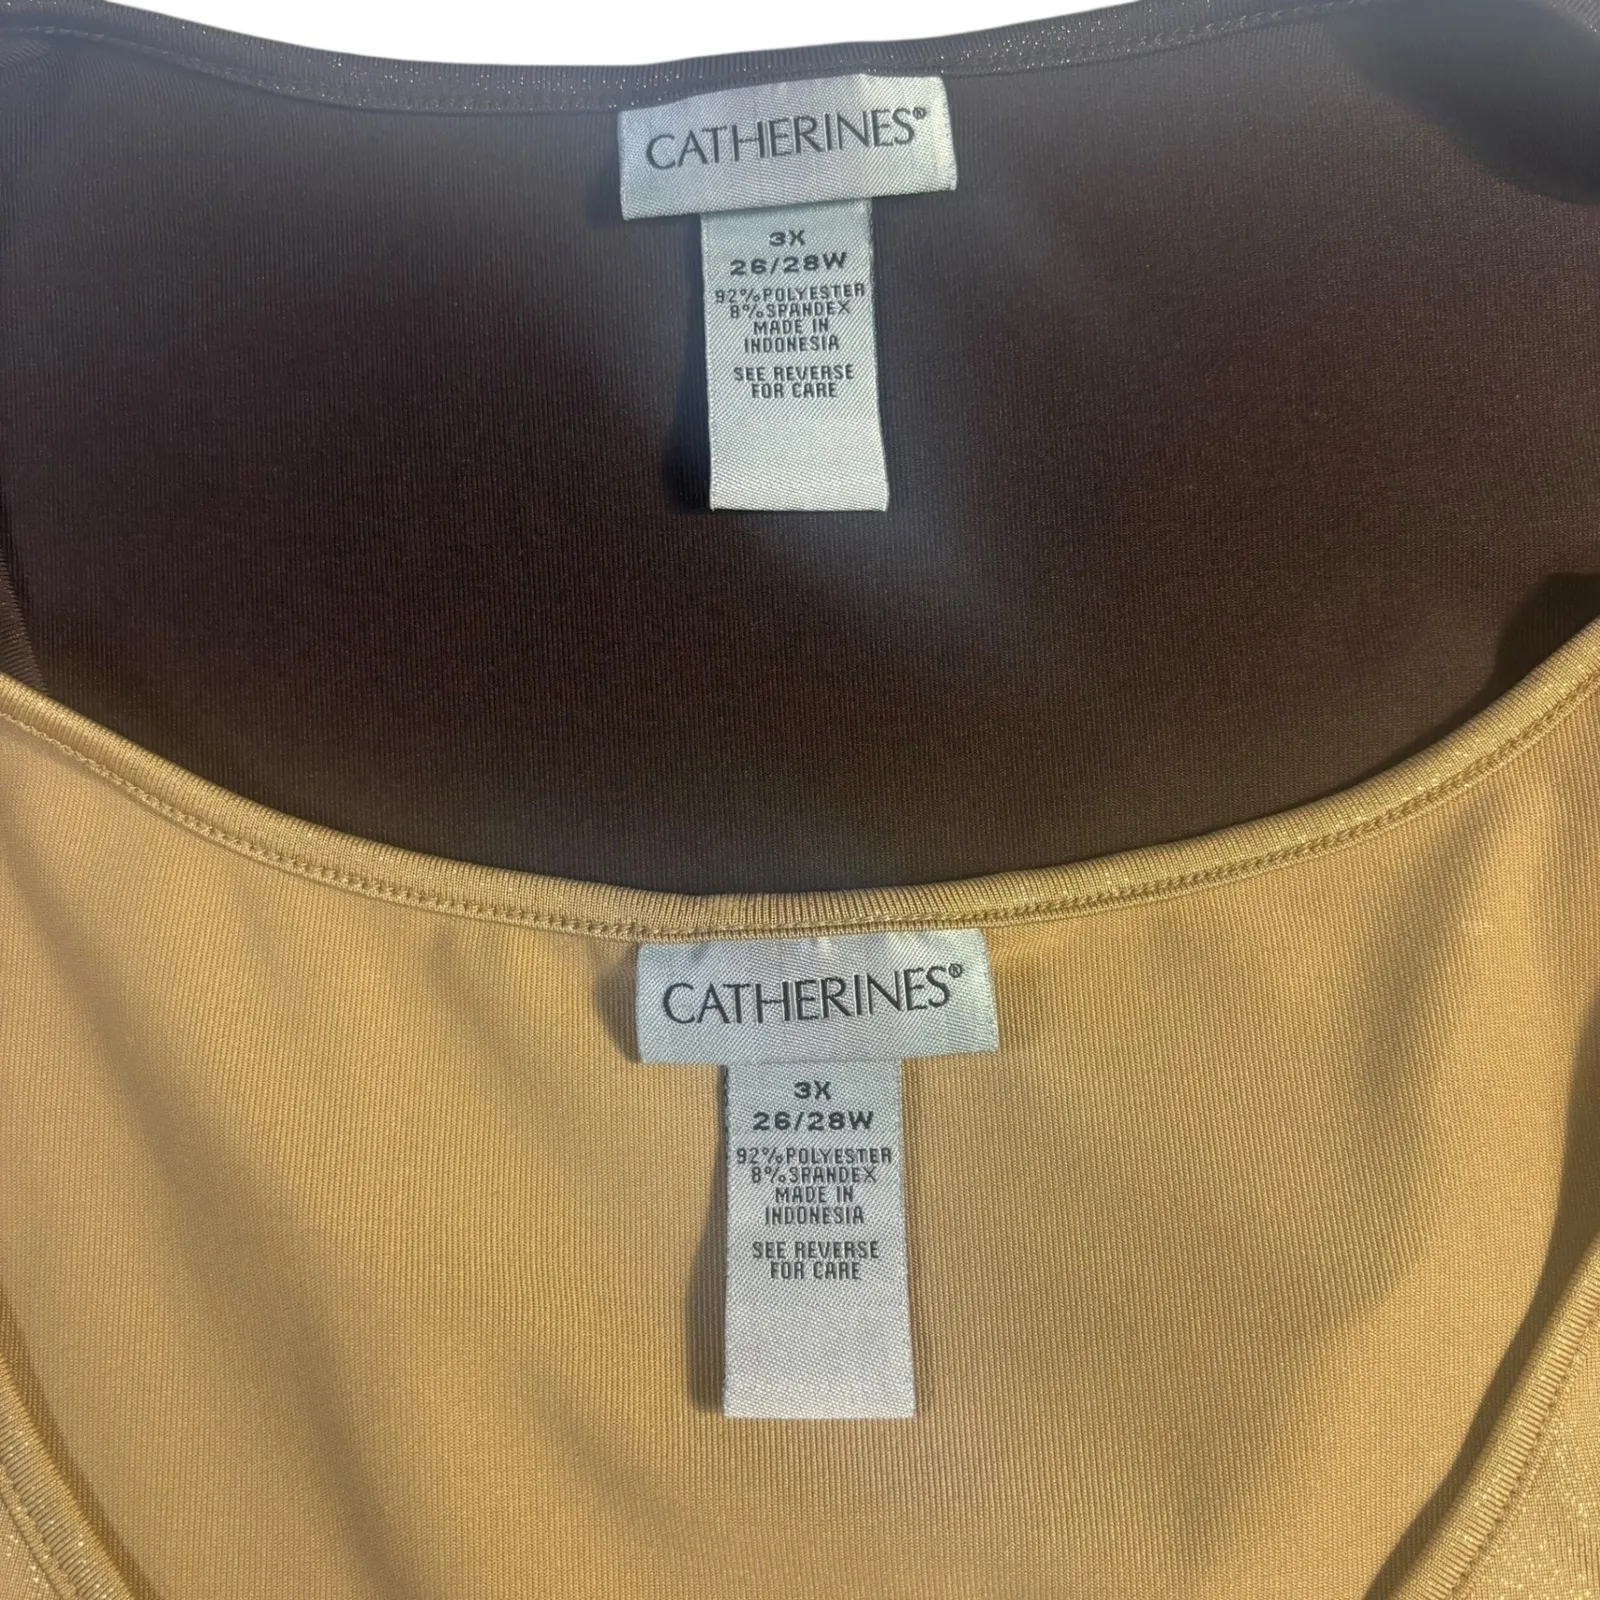 CATHERINES®
3X
26/28W
92%POLYESTER
8%SPANDEX
MADE IN
INDONESIA
SEE REVERSE
FOR CARE
CATHERINES®
3X
26/28W
92%POLYESTER
8%SPANDEX
MADE IN
INDONESIA
SEE REVERSE
FOR CARE